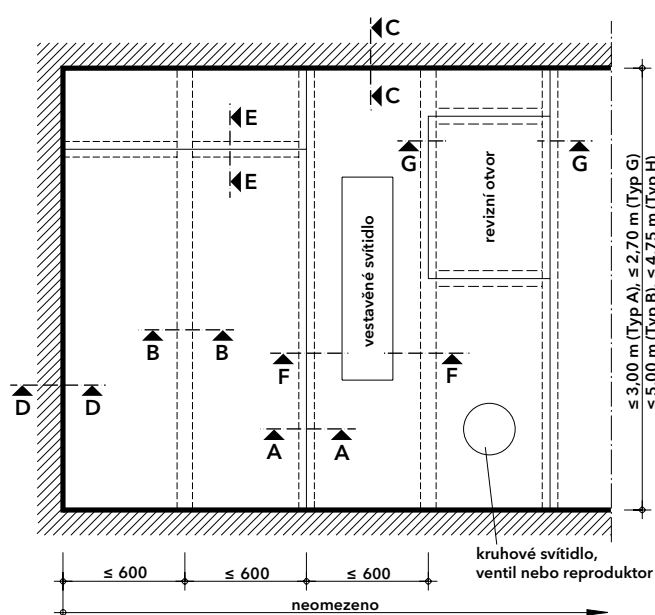 C
C
E
E
G
G
revizní otvor
vestavěné svítidlo
B
B
F
F
D
D
A
A
≤ 3,00 m (Typ A), ≤ 2,70 m (Typ G)
≤ 5,00 m (Typ B), ≤ 4,75 m (Typ H)
kruhové svítidlo,
ventil nebo reproduktor
≤ 600
≤ 600
≤ 600
neomezeno